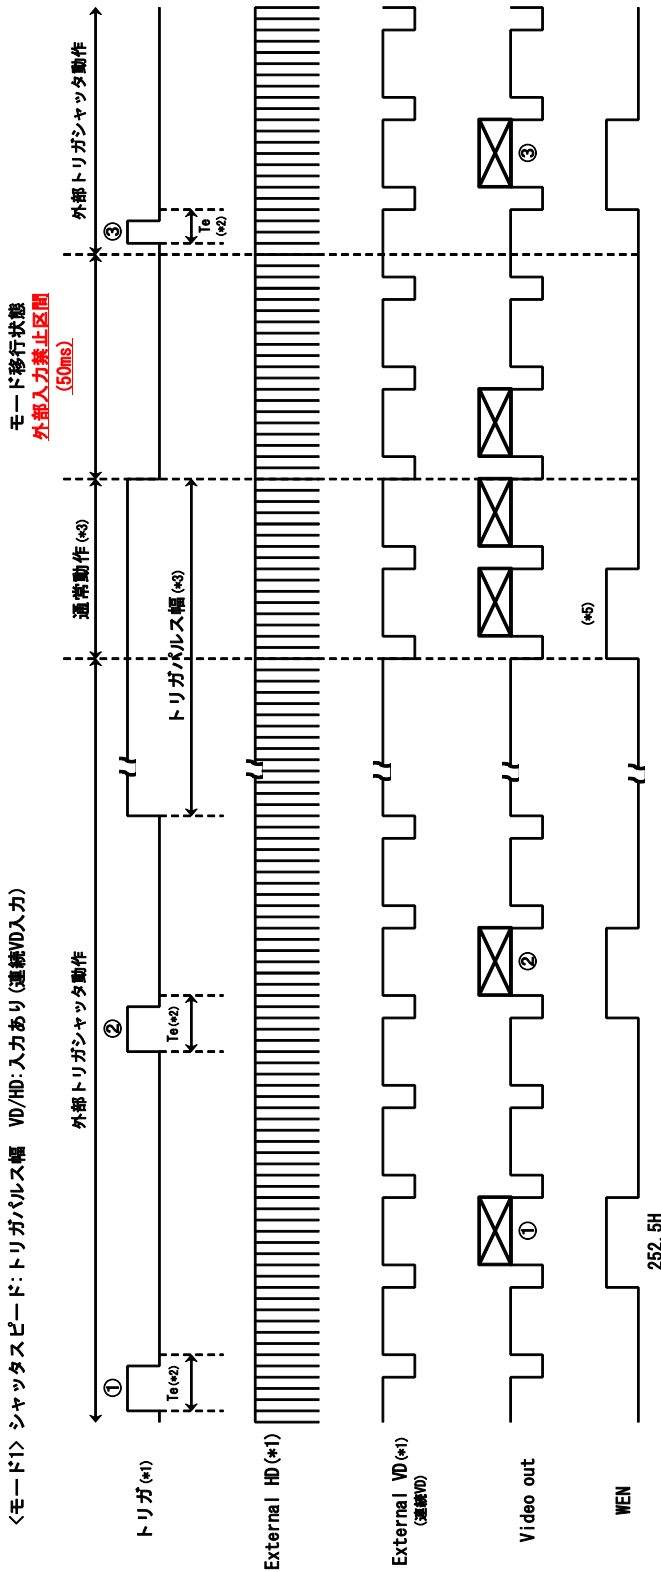 <モード1> シャッタスピード:トリガパルス幅 VD/HD:入力あり(連続VD入力)
モード移行状態
外部入力禁止区間
(50ms)
外部トリガシャッタ動作
通常動作(*3)
外部トリガシャッタ動作
トリガ(*1)
①
②
③
Te(*2)
Te(*2)
トリガパルス幅(*3)
Te
(*2)
External HD(*1)
External VD(*1)
(連続VD)
Video out
①
②
③
WEN
252.5H
(*5)